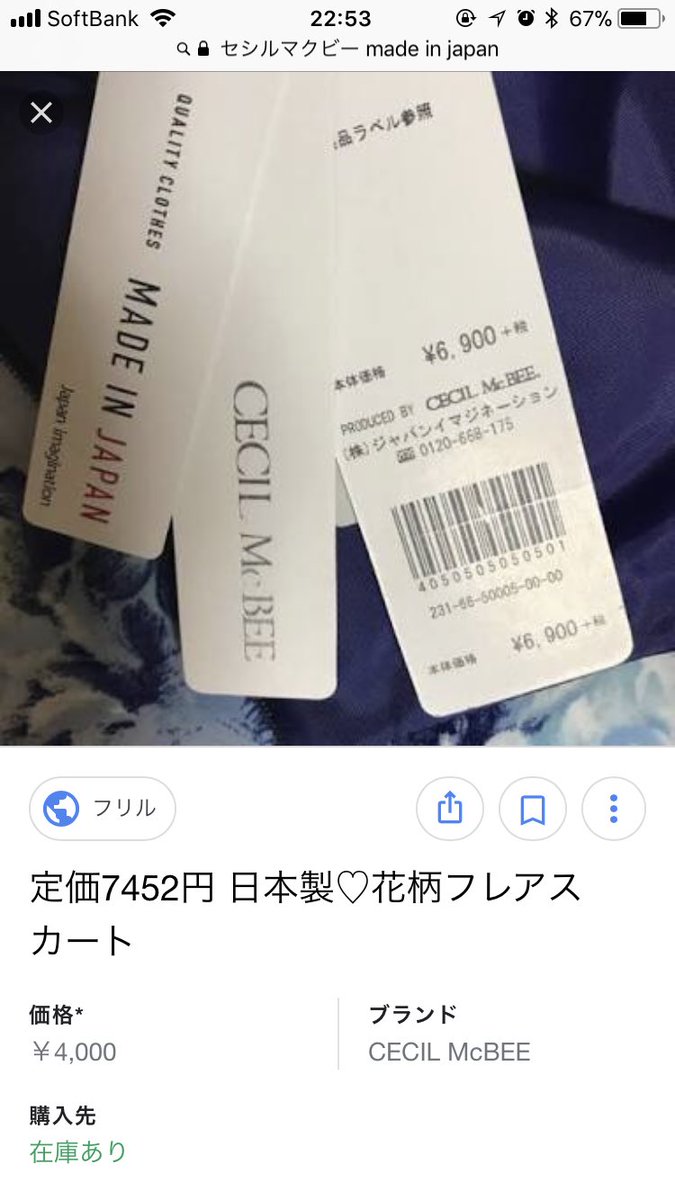 SoftBank 22:53 67%
セシルマクビー made in japan
QUALITY CLOTHES
MADE IN JAPAN
Japan imagination
CECIL McBEE
品ラベル参照
本体価格 ¥6,900+税
PRODUCED BY CECIL McBEE.
(株)ジャパンイマジネーション
0120-668-175
4050505050501
231-66-50005-00-00
本体価格 ¥6,900+税
フリル
定価7452円 日本製♡花柄フレアス
カート
価格*
￥4,000
ブランド
CECIL McBEE
購入先
在庫あり